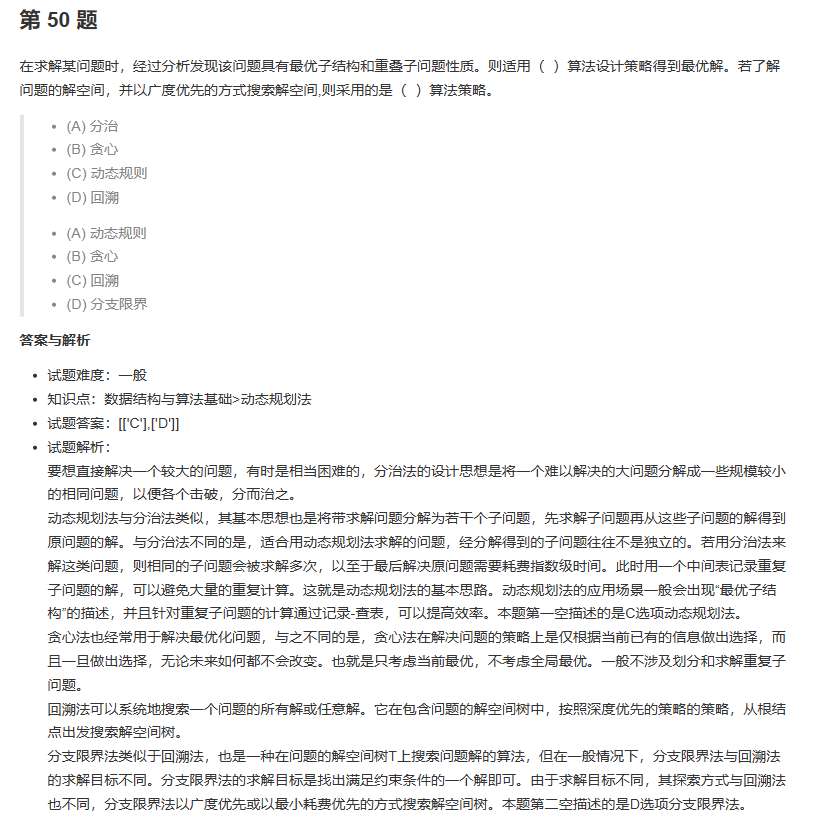 第 50 题
在求解某问题时，经过分析发现该问题具有最优子结构和重叠子问题性质。则适用（ ）算法设计策略得到最优解。若了解
问题的解空间，并以广度优先的方式搜索解空间,则采用的是（ ）算法策略。
• (A) 分治
• (B) 贪心
• (C) 动态规则
• (D) 回溯
• (A) 动态规则
• (B) 贪心
• (C) 回溯
• (D) 分支限界
答案与解析
• 试题难度：一般
• 知识点：数据结构与算法基础>动态规划法
• 试题答案：[['C'],['D']]
• 试题解析：
要想直接解决一个较大的问题，有时是相当困难的，分治法的设计思想是将一个难以解决的大问题分解成一些规模较小
的相同问题，以便各个击破，分而治之。
动态规划法与分治法类似，其基本思想也是将带求解问题分解为若干个子问题，先求解子问题再从这些子问题的解得到
原问题的解。与分治法不同的是，适合用动态规划法求解的问题，经分解得到的子问题往往不是独立的。若用分治法来
解这类问题，则相同的子问题会被求解多次，以至于最后解决原问题需要耗费指数级时间。此时用一个中间表记录重复
子问题的解，可以避免大量的重复计算。这就是动态规划法的基本思路。动态规划法的应用场景一般会出现“最优子结
构”的描述，并且针对重复子问题的计算通过记录-查表，可以提高效率。本题第一空描述的是C选项动态规划法。
贪心法也经常用于解决最优化问题，与之不同的是，贪心法在解决问题的策略上是仅根据当前已有的信息做出选择，而
且一旦做出选择，无论未来如何都不会改变。也就是只考虑当前最优，不考虑全局最优。一般不涉及划分和求解重复子
问题。
回溯法可以系统地搜索一个问题的所有解或任意解。它在包含问题的解空间树中，按照深度优先的策略的策略，从根结
点出发搜索解空间树。
分支限界法类似于回溯法，也是一种在问题的解空间树T上搜索问题解的算法，但在一般情况下，分支限界法与回溯法
的求解目标不同。分支限界法的求解目标是找出满足约束条件的一个解即可。由于求解目标不同，其探索方式与回溯法
也不同，分支限界法以广度优先或以最小耗费优先的方式搜索解空间树。本题第二空描述的是D选项分支限界法。